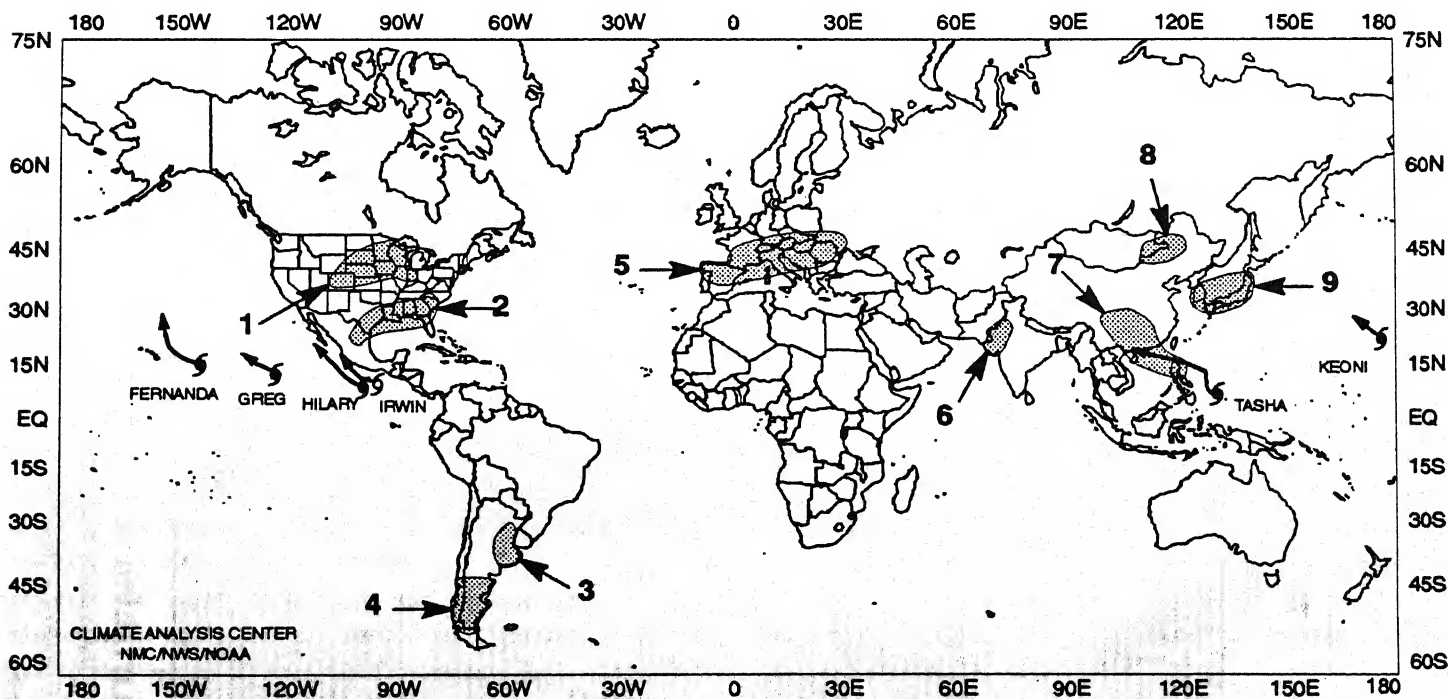 180 150W 120W 90W 60W 30W 0 30E 60E 90E 120E 150E 180
75N 75N
60N 60N
8
45N 45N
5 7 9
1 2
30N 30N
15N 15N
FERNANDA GREG HILARY IRWIN 6 TASHA KEONI
EQ EQ
15S 15S
30S 30S
3
45S 45S
4
CLIMATE ANALYSIS CENTER
NMC/NWS/NOAA
60S 60S
180 150W 120W 90W 60W 30W 0 30E 60E 90E 120E 150E 180